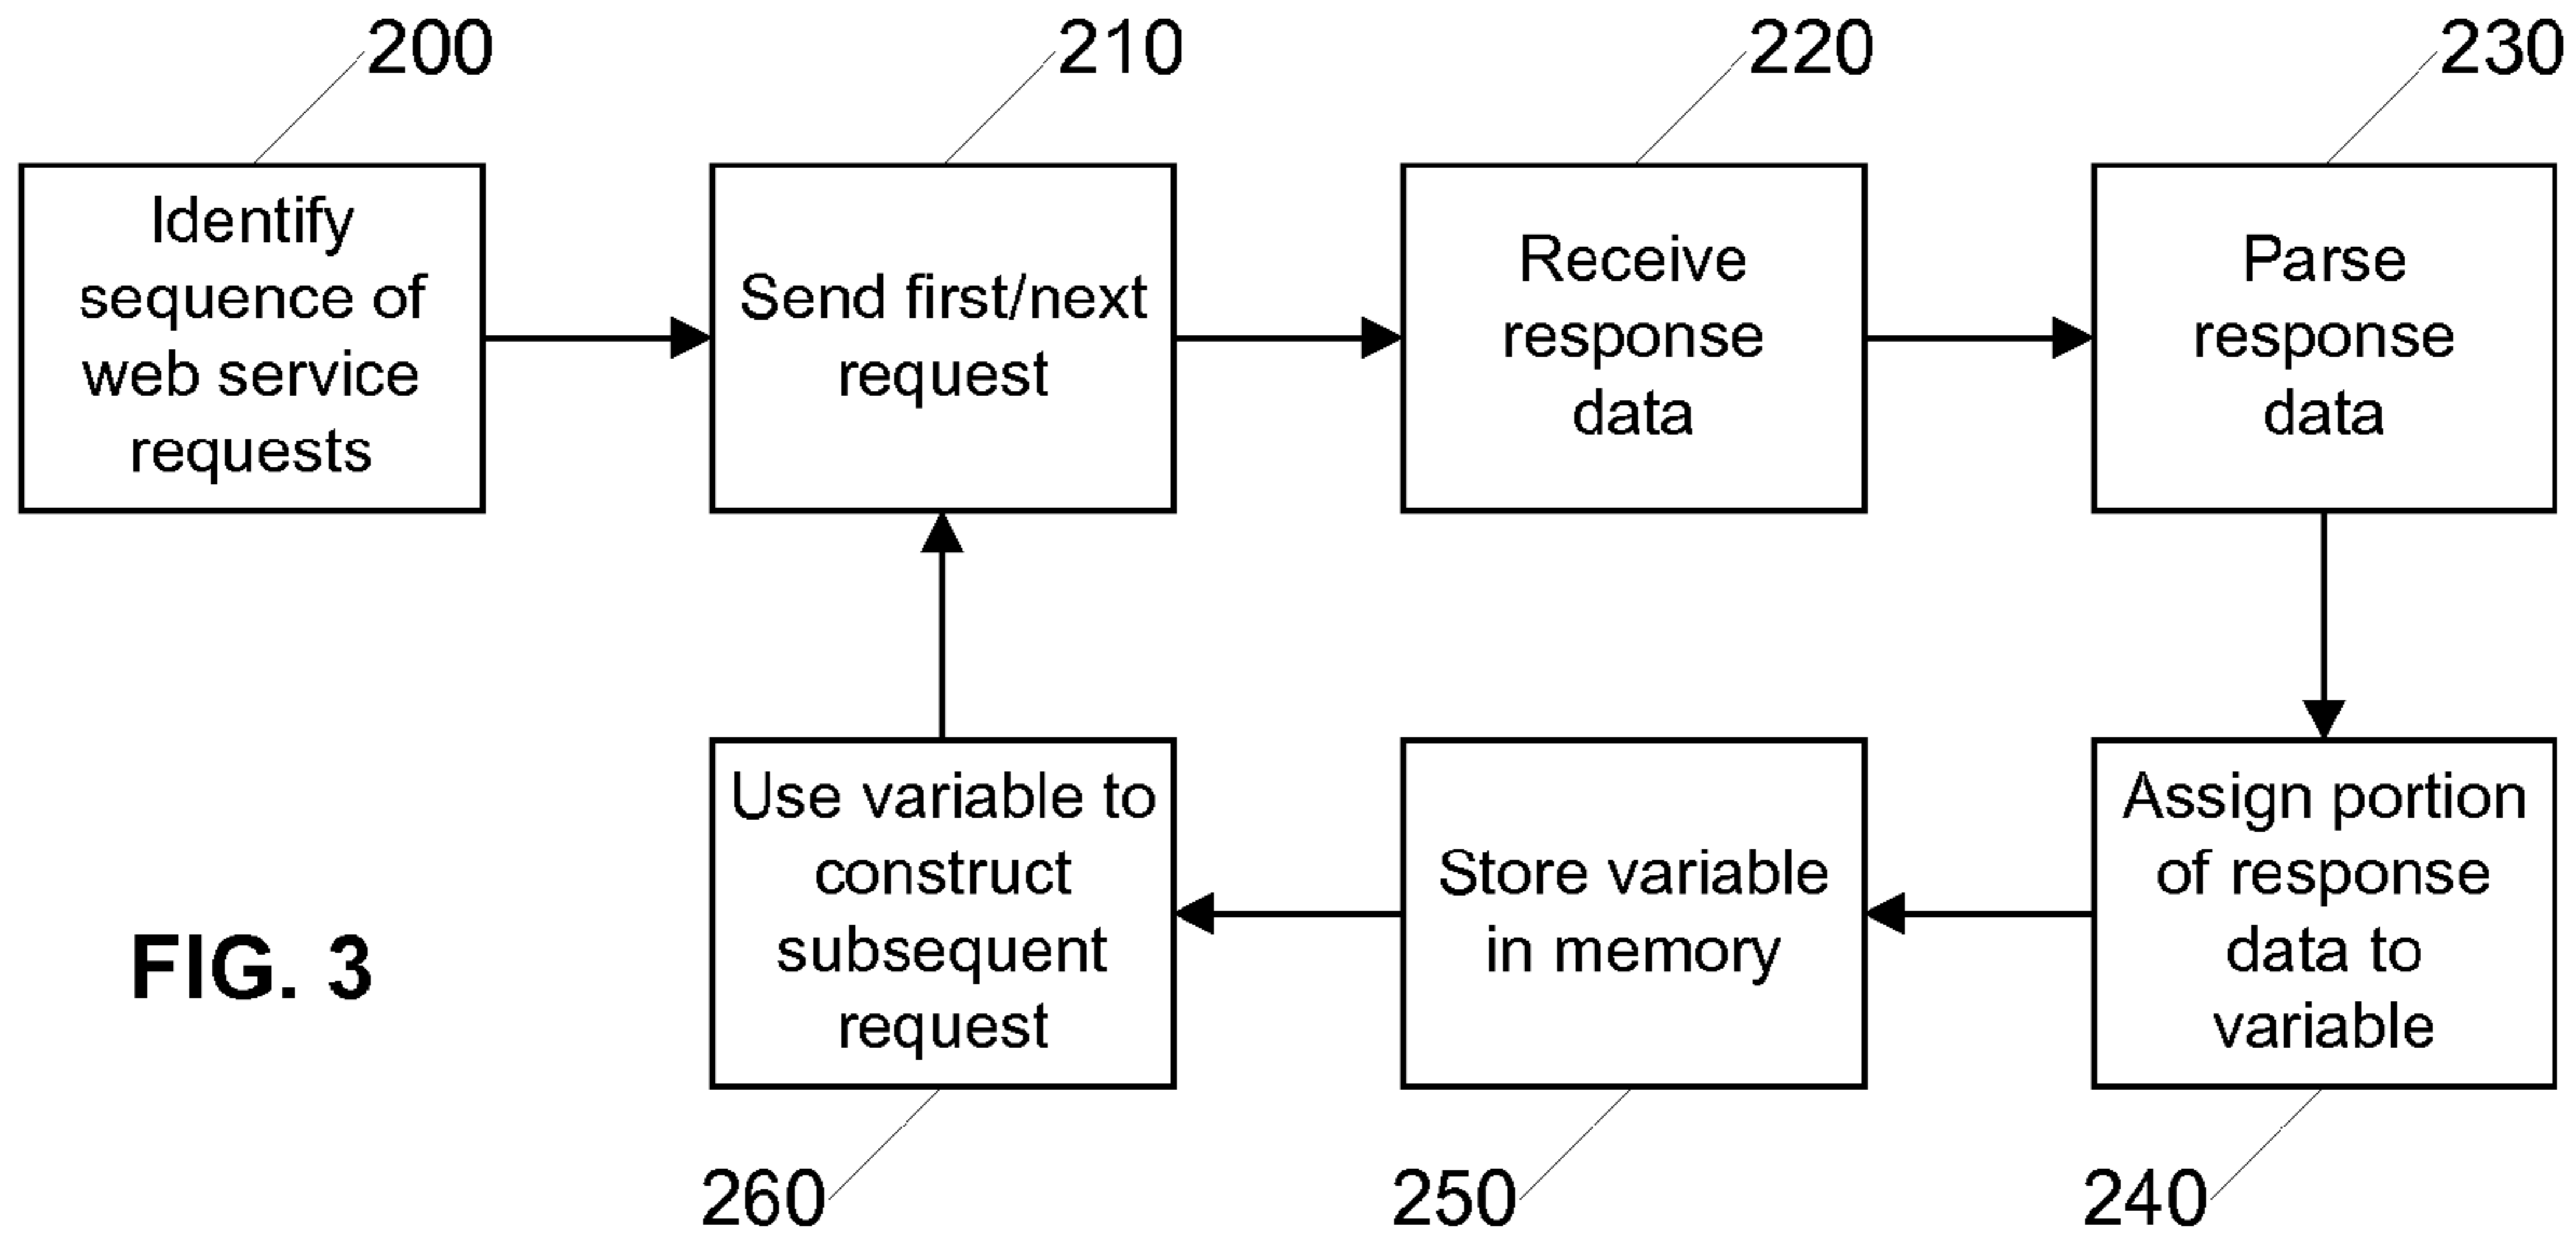 200
210
220
230
Identify
sequence of
web service
requests
Send first/next
request
Receive
response
data
Parse
response
data
Use variable to
construct
subsequent
request
Store variable
in memory
Assign portion
of response
data to
variable
FIG. 3
260
250
240